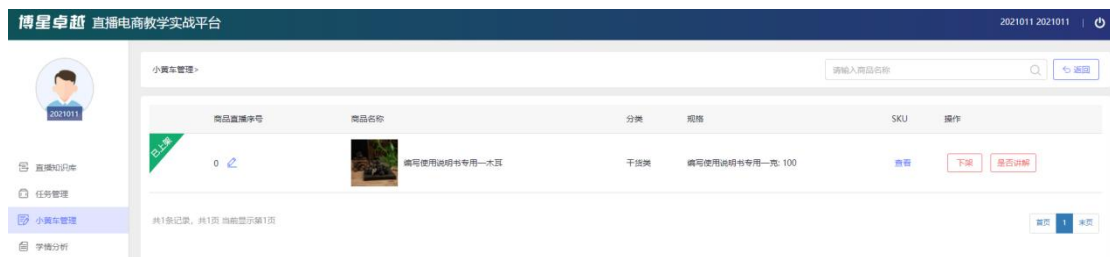 博星卓越 直播电商教学实战平台
2021011 2021011 |
2021011
直播知识库
任务管理
小黄车管理
学情分析
小黄车管理>
请输入商品名称
返回
商品直播序号 商品名称 分类 规格 SKU 操作
已上架
0 编写使用说明书专用—木耳 干货类 编写使用说明书专用—克: 100 查看 下架 是否讲解
共1条记录，共1页 当前显示第1页
首页 1 末页